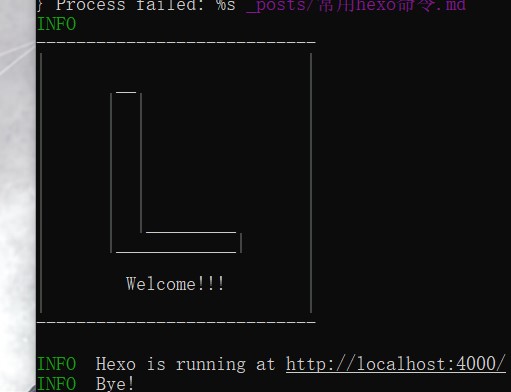 } Process failed: %s _posts/常用hexo命令.md
INFO
Welcome!!!
INFO Hexo is running at http://localhost:4000/
INFO Bye!